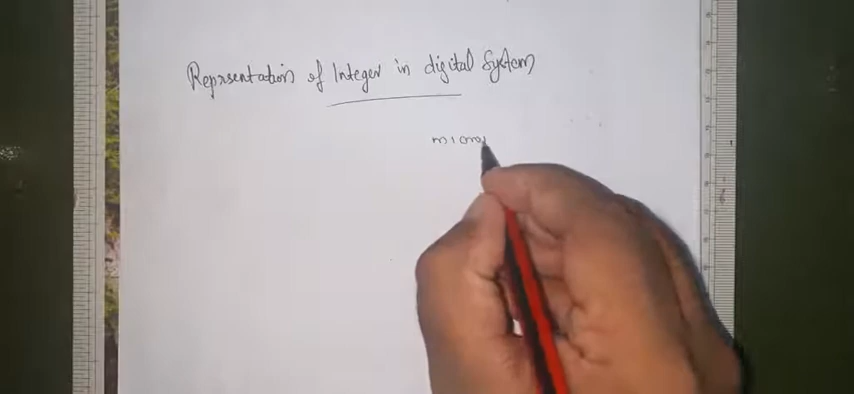 Representation of Integer in digital System